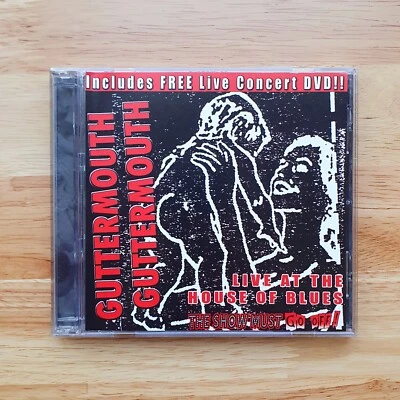 Includes FREE Live Concert DVD!!
GUTTERMOUTH
GUTTERMOUTH
LIVE AT THE
HOUSE OF BLUES
THE SHOW MUST Go off!